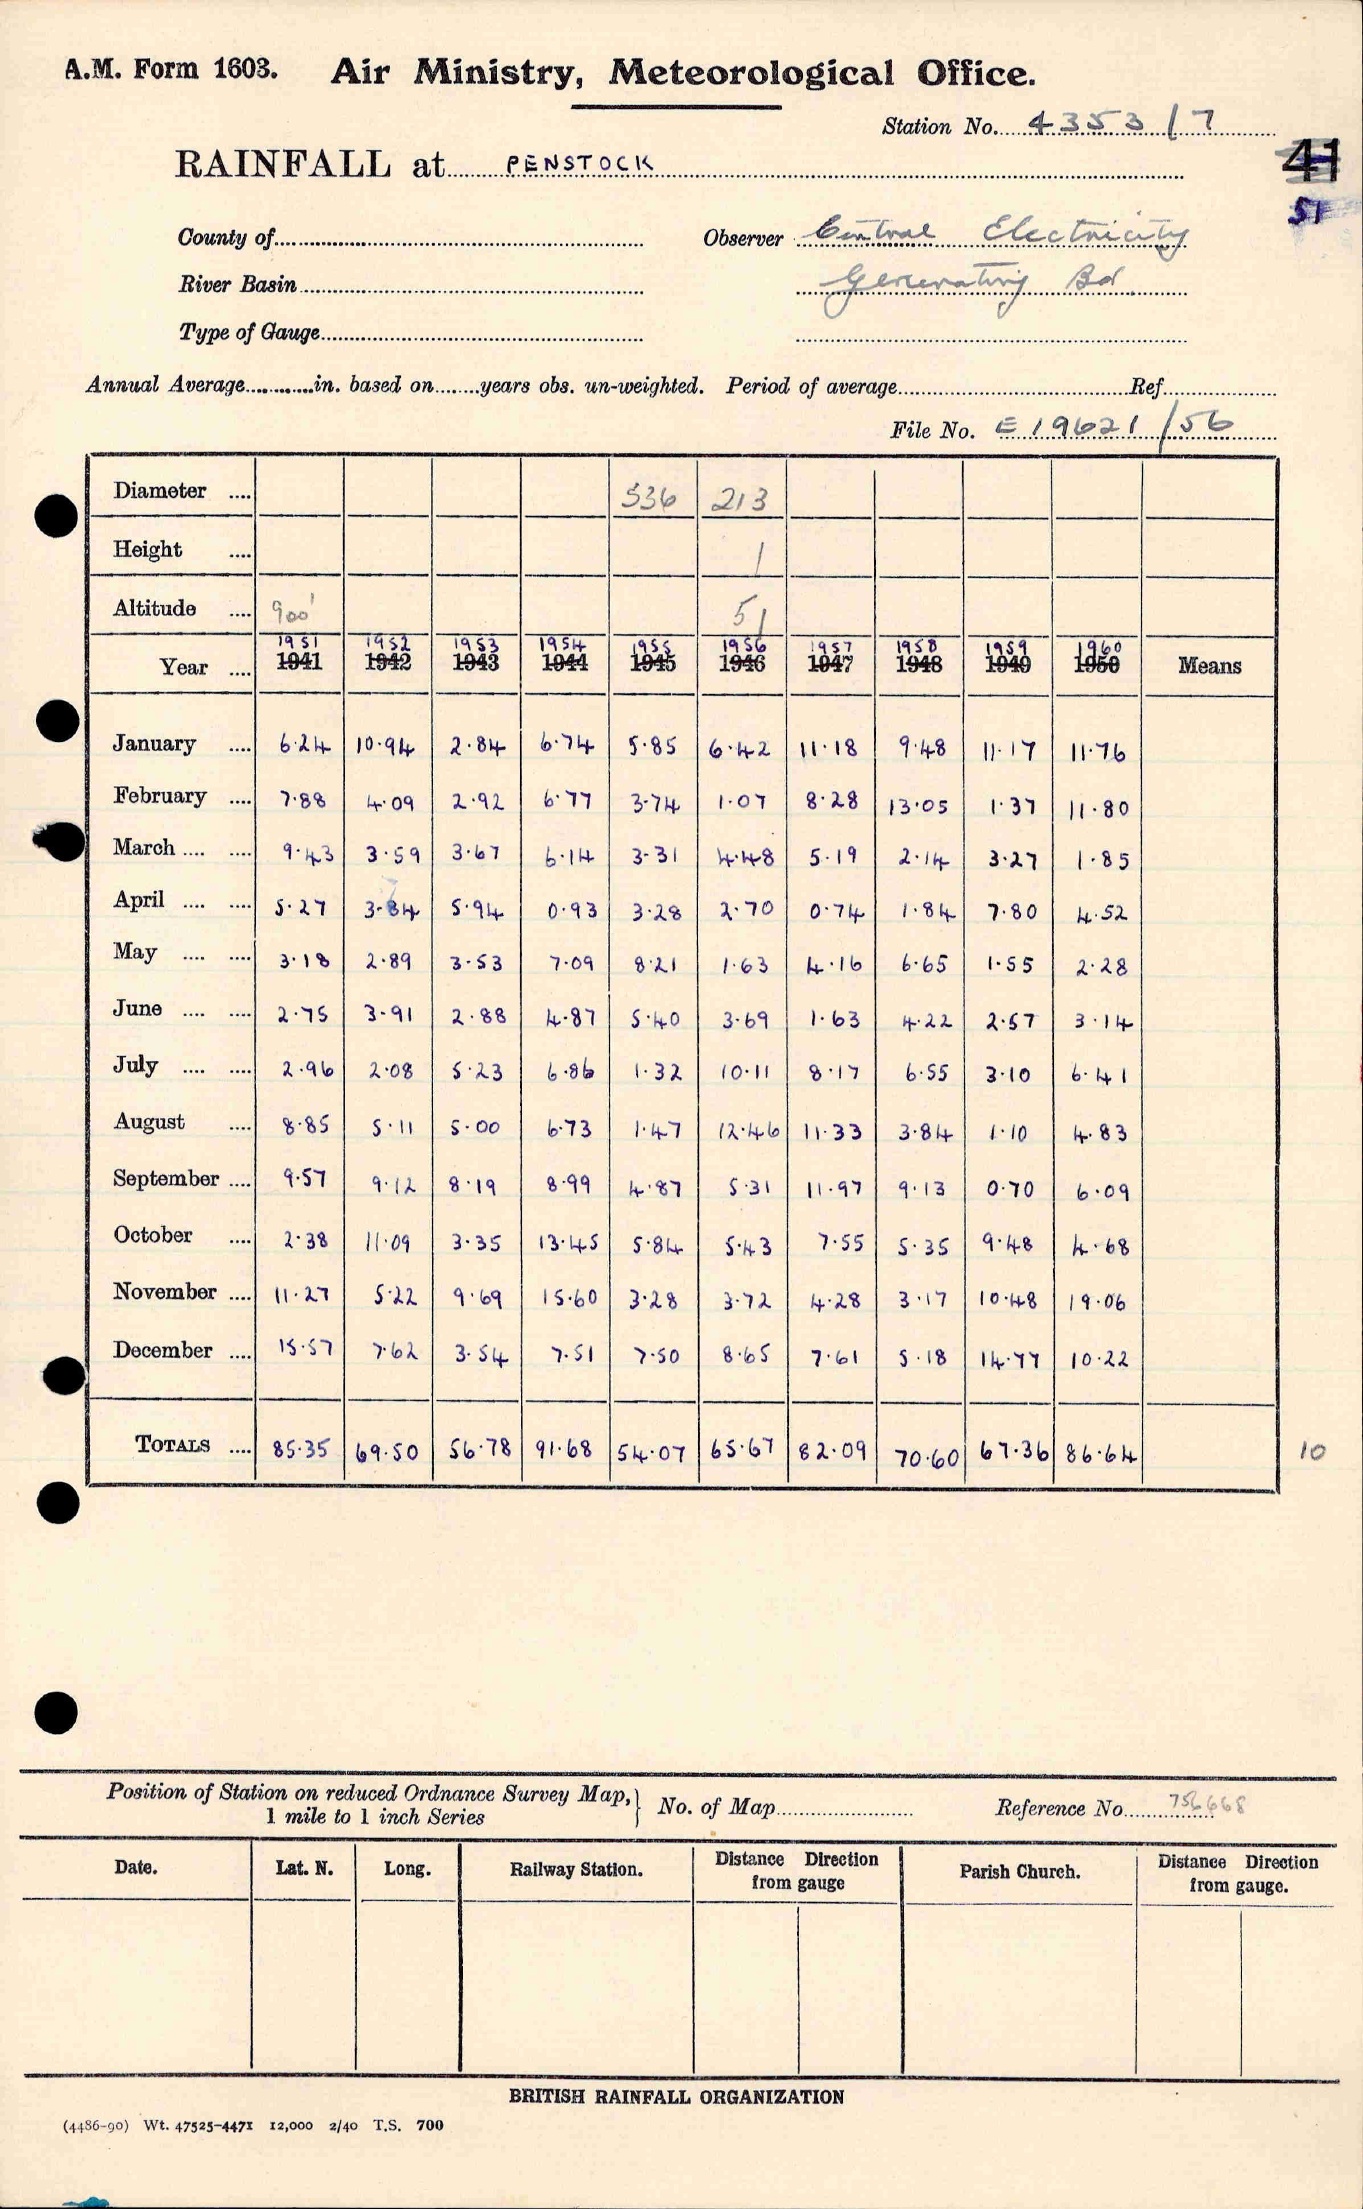 A.M. Form 1603. Air Ministry, Meteorological Office.
Station No. 4353/7
RAINFALL at PENSTOCK
41
51
County of Observer Central Electricity
River Basin Generating Bd
Type of Gauge
Annual Average in. based on years obs. un-weighted. Period of average Ref.
File No. E19621/56
Diameter 536 213
Height 1
Altitude 900' 51
1951 1952 1953 1954 1955 1956 1957 1958 1959 1960
Year 1941 1942 1943 1944 1945 1946 1947 1948 1949 1950 Means
January 6.24 10.94 2.84 6.74 5.85 6.42 11.18 9.48 11.17 11.76
February 7.88 4.09 2.92 6.77 3.74 1.07 8.28 13.05 1.37 11.80
March 9.43 3.59 3.67 6.14 3.31 4.48 5.19 2.14 3.27 1.85
April 5.27 3.84 5.94 0.93 3.28 2.70 0.74 1.84 7.80 4.52
May 3.18 2.89 3.53 7.09 8.21 1.63 4.16 6.65 1.55 2.28
June 2.75 3.91 2.88 4.87 5.40 3.69 1.63 4.22 2.57 3.14
July 2.96 2.08 5.23 6.86 1.32 10.11 8.17 6.55 3.10 6.41
August 8.85 5.11 5.00 6.73 1.47 12.46 11.33 3.84 1.10 4.83
September 9.57 9.12 8.19 8.99 4.87 5.31 11.97 9.13 0.70 6.09
October 2.38 11.09 3.35 13.45 5.84 5.43 7.55 5.35 9.48 4.68
November 11.27 5.22 9.69 15.60 3.28 3.72 4.28 3.17 10.48 19.06
December 15.57 7.62 3.54 7.51 7.50 8.65 7.61 5.18 14.77 10.22
TOTALS 85.35 69.50 56.78 91.68 54.07 65.67 82.09 70.60 67.36 86.64 10
Position of Station on reduced Ordnance Survey Map,
1 mile to 1 inch Series
No. of Map Reference No. 756668
Date. Lat. N. Long. Railway Station. Distance Direction from gauge Parish Church. Distance Direction from gauge.
BRITISH RAINFALL ORGANIZATION
(4486-90) Wt. 47525-4471 12,000 2/40 T.S. 700